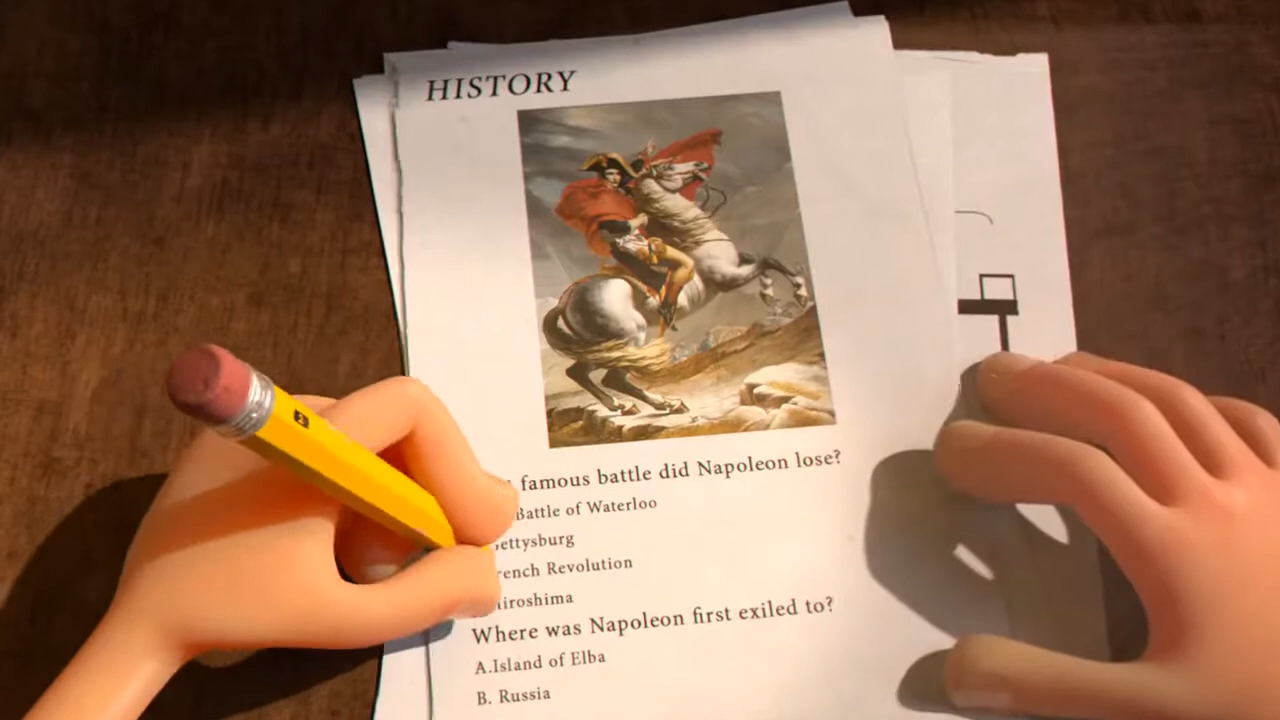 HISTORY
famous battle did Napoleon lose?
Battle of Waterloo
ettysburg
rench Revolution
iroshima
Where was Napoleon first exiled to?
A.Island of Elba
B. Russia